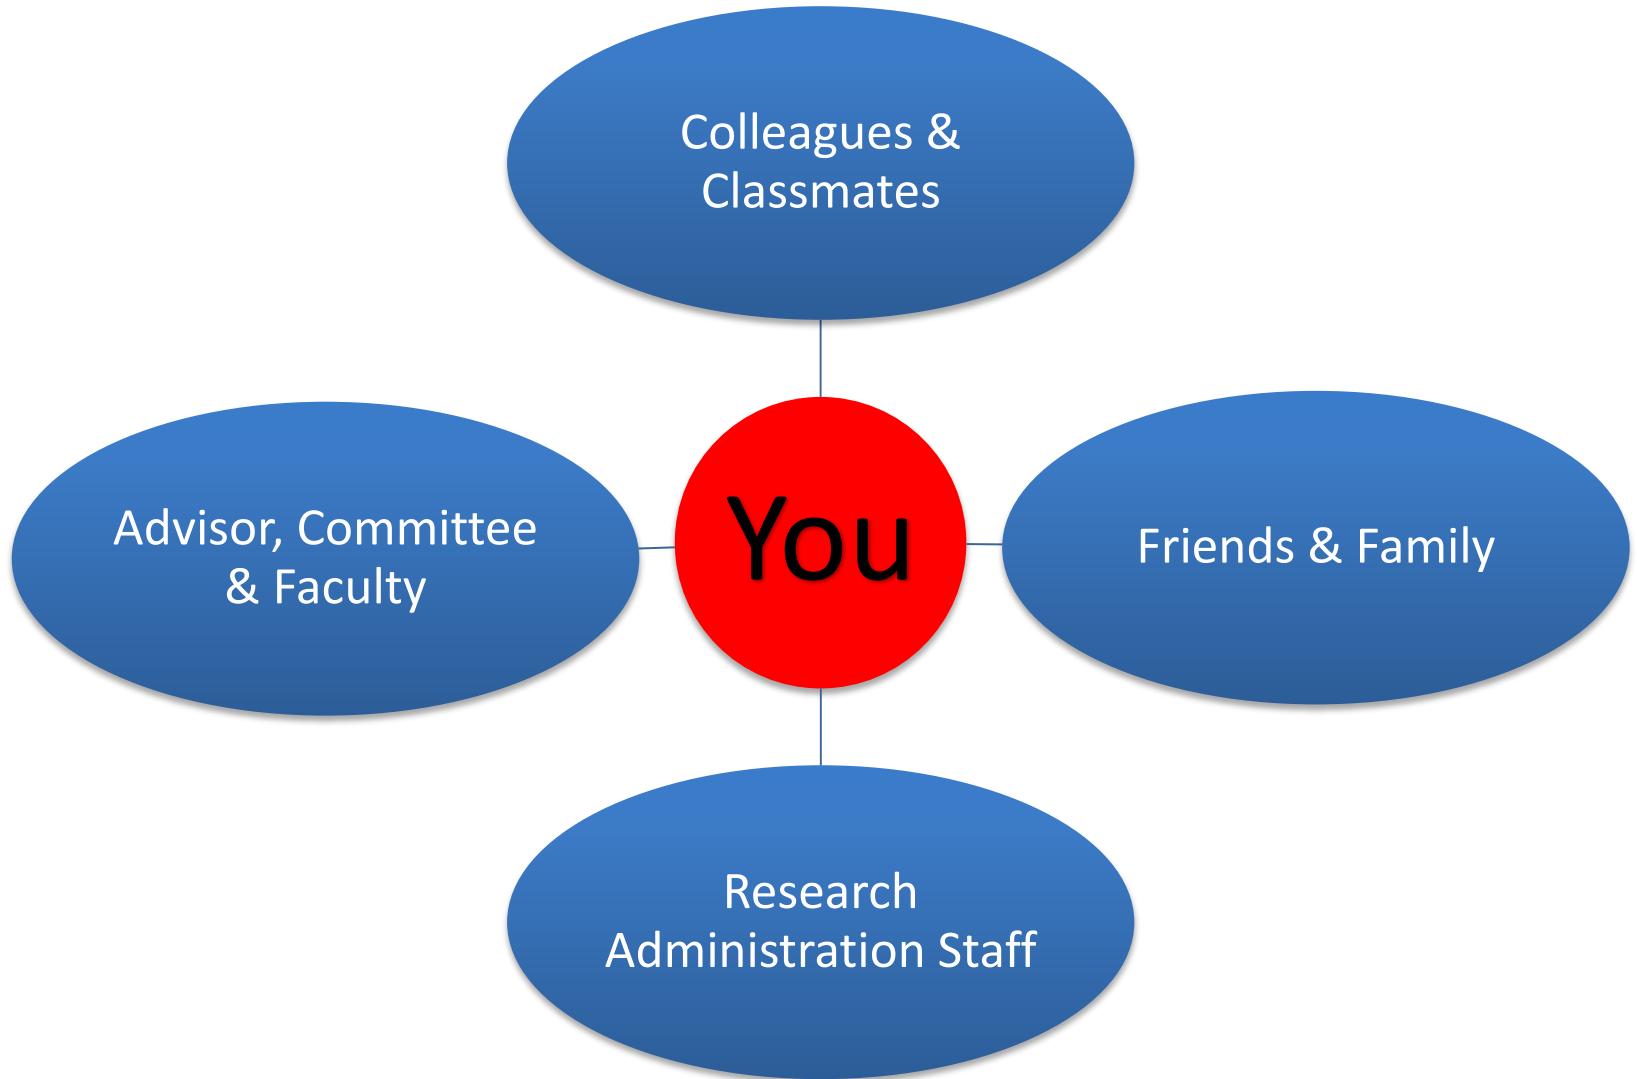 Colleagues &
Classmates
Advisor, Committee
& Faculty
You
Friends & Family
Research
Administration Staff